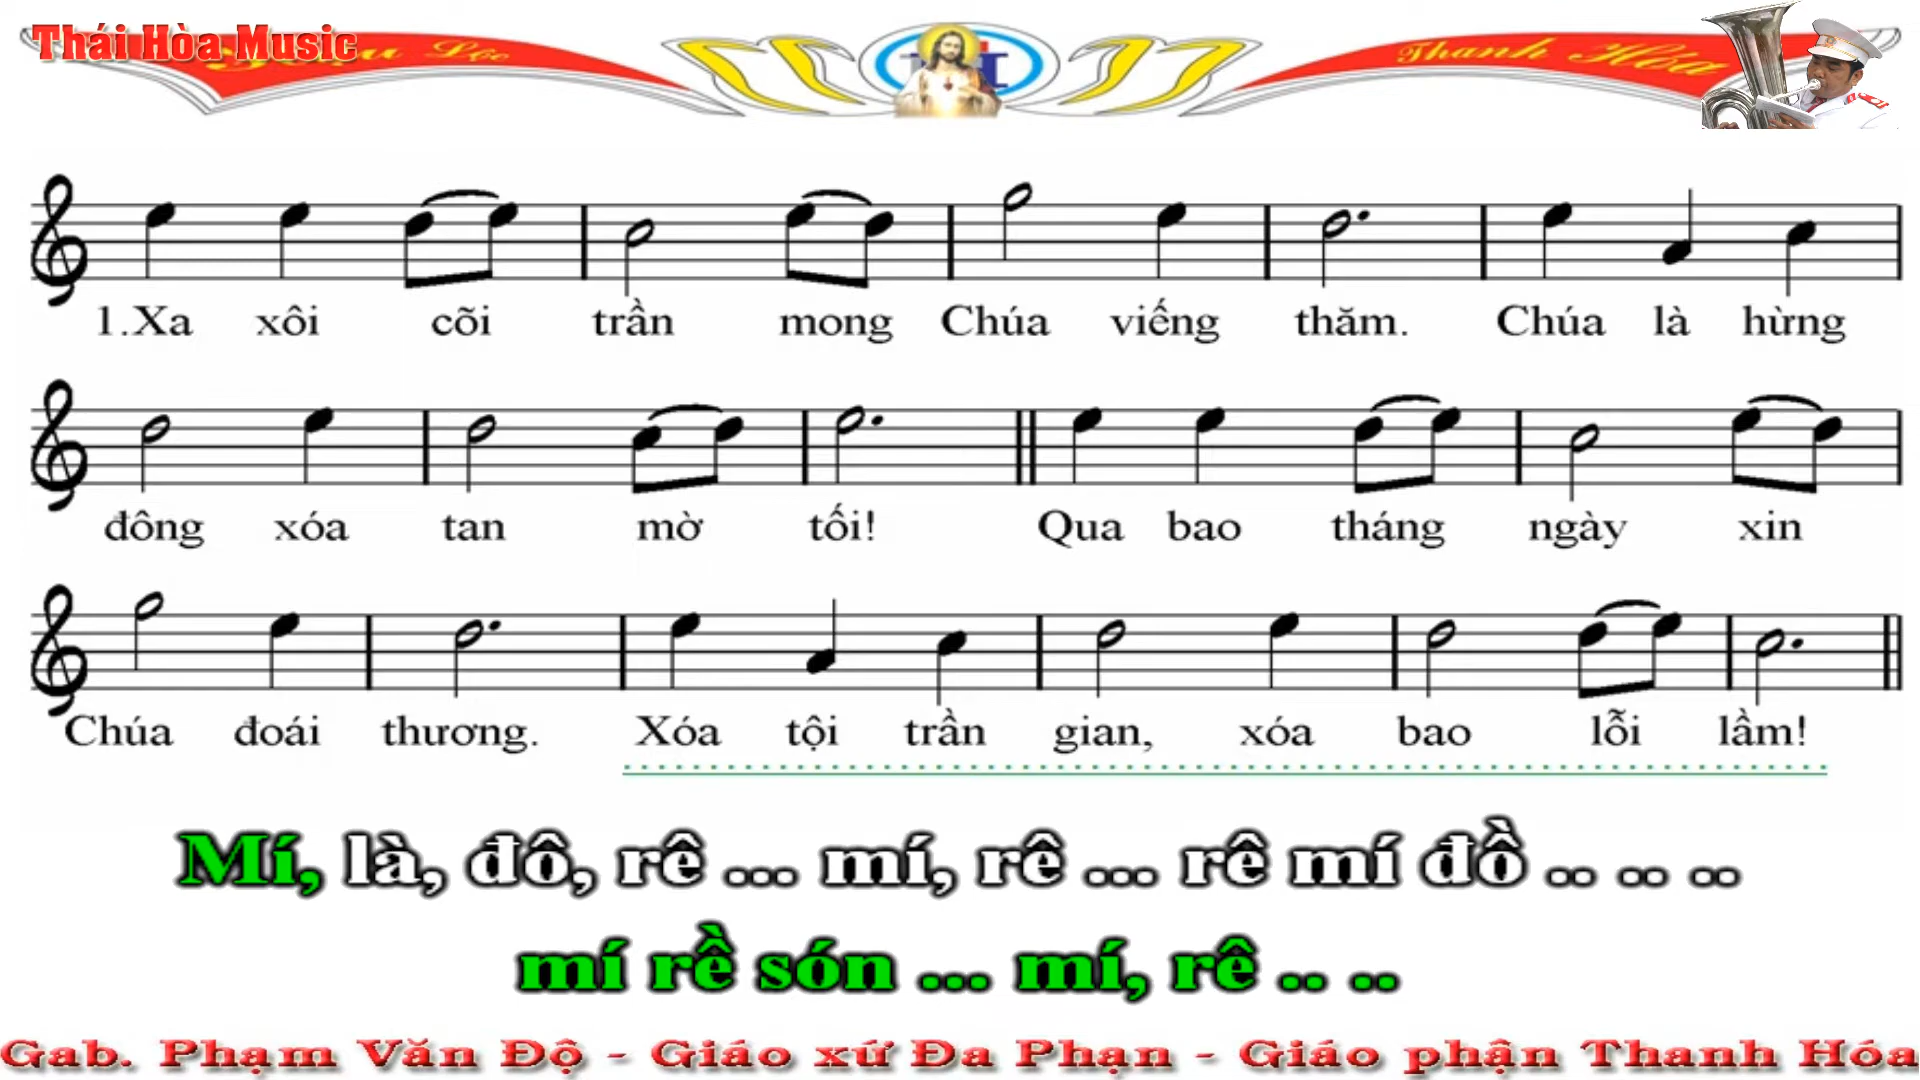 Thái Hòa Music
Thanh Hóa
1.Xa xôi cõi trần mong Chúa viếng thăm. Chúa là hừng
đông xóa tan mờ tối! Qua bao tháng ngày xin
Chúa đoái thương. Xóa tội trần gian, xóa bao lỗi lầm!
Mí, là, đô, rê ... mí, rê ... rê mí đồ .. .. ..
mí rề són ... mí, rê .. ..
Gab. Phạm Văn Độ - Giáo xứ Đa Phạn - Giáo phận Thanh Hóa